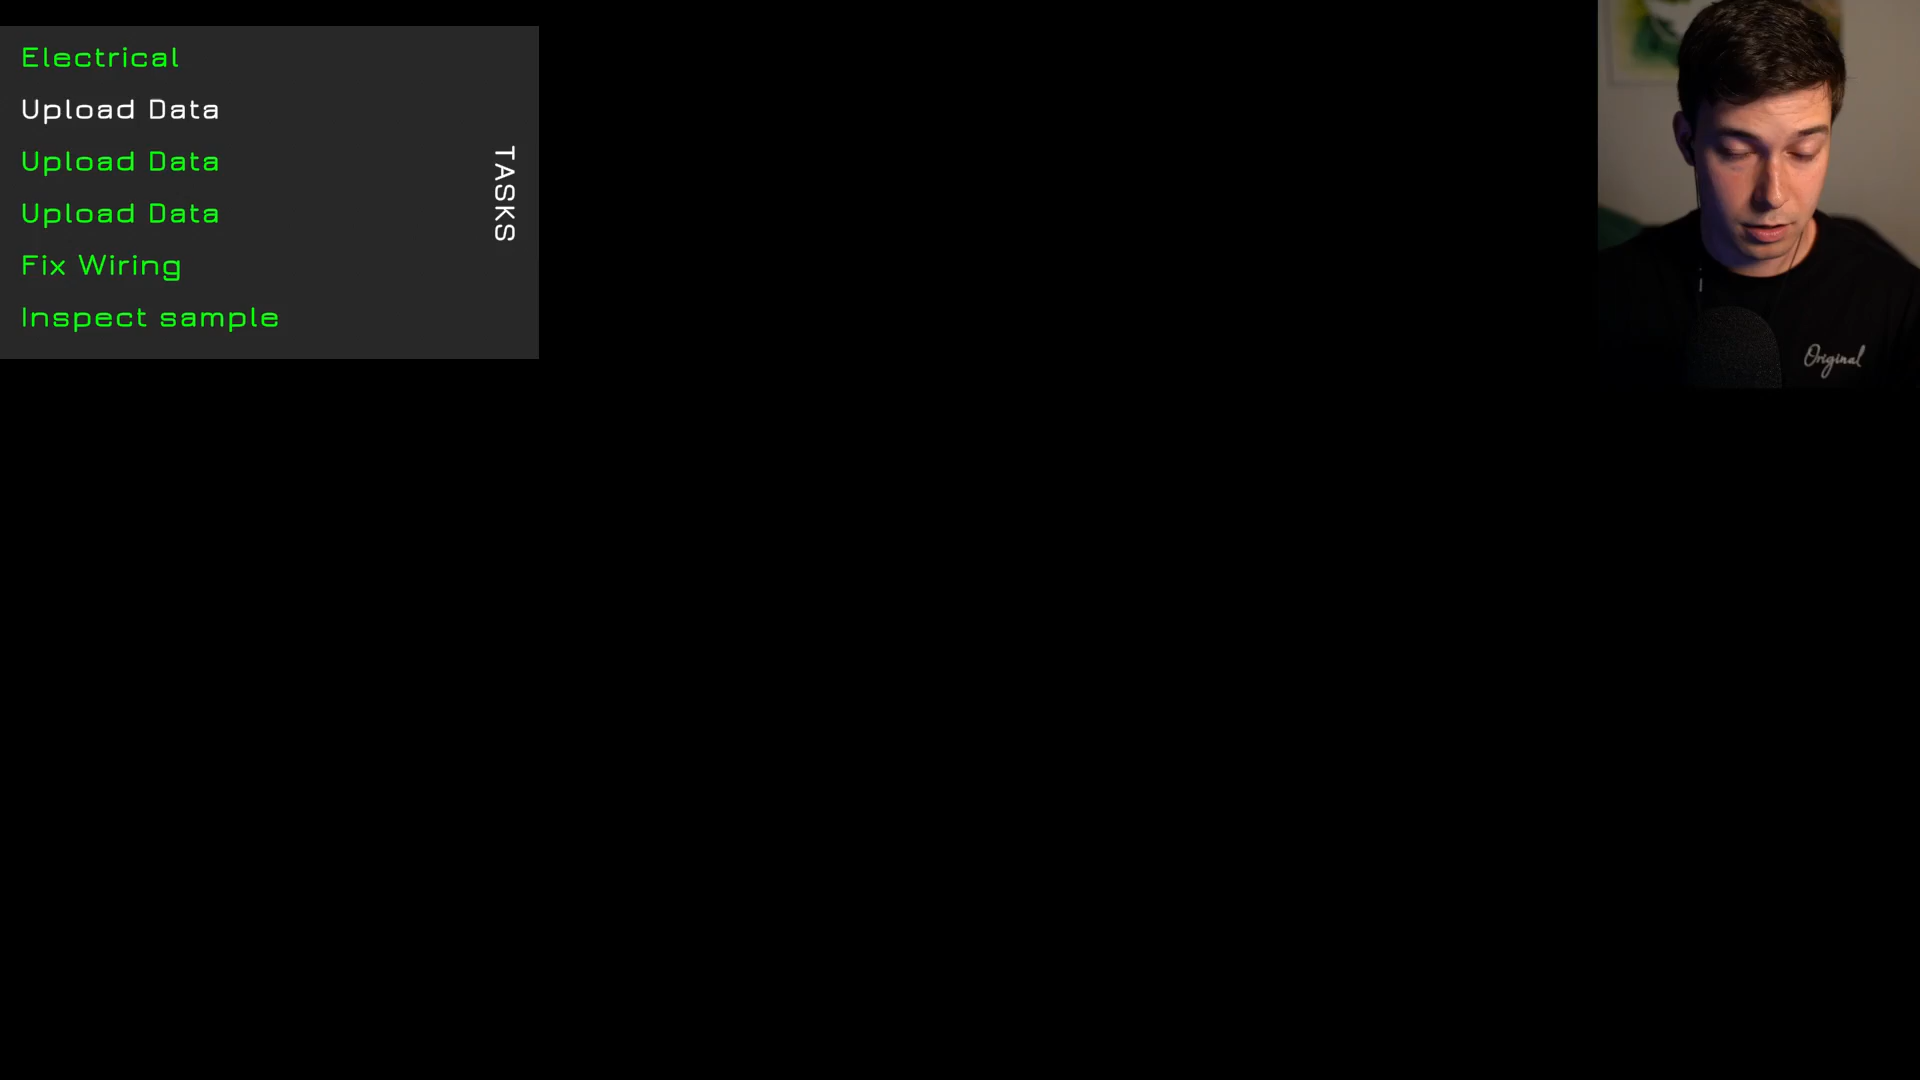 Electrical
Upload Data
Upload Data
Upload Data
Fix Wiring
Inspect sample
TASKS
Original